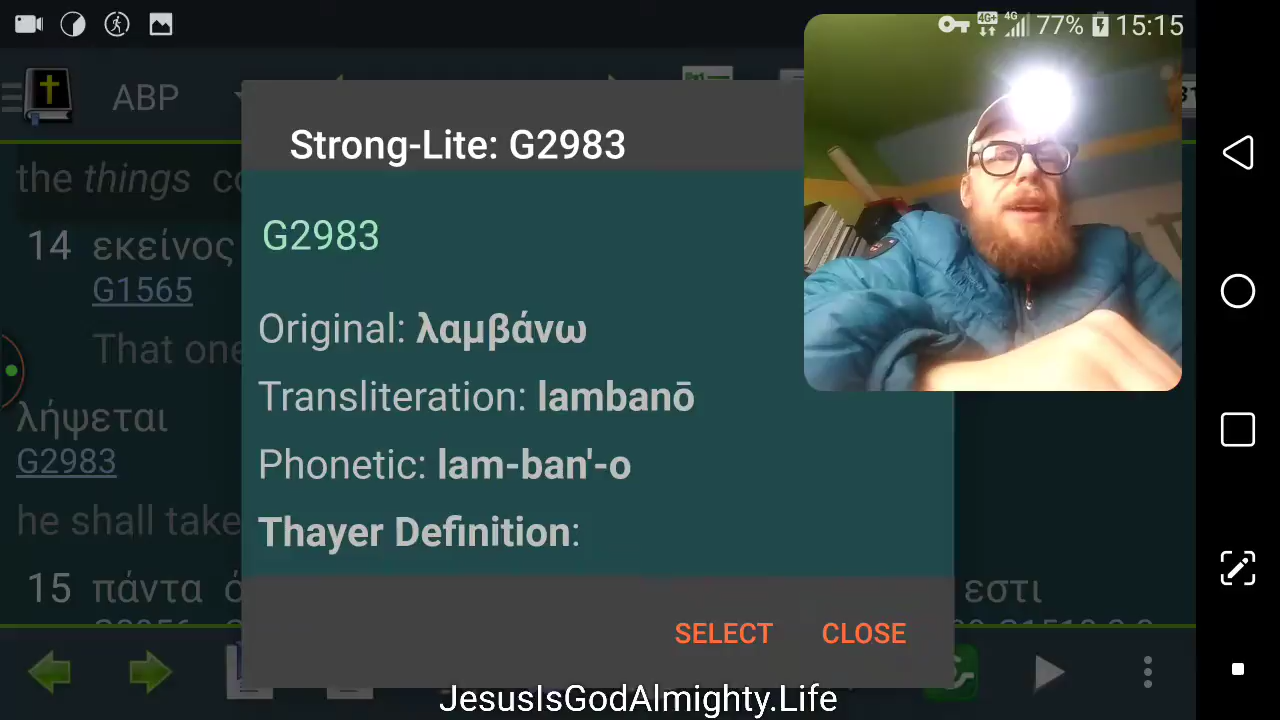 77% 15:15
ABP
Strong-Lite: G2983
the things
G2983
14 εκείνος
G1565
Original: λαμβάνω
That one
Transliteration: lambanō
λήψεται
G2983
Phonetic: lam-ban'-o
he shall take
Thayer Definition:
15 πάντα
εστι
SELECT CLOSE
JesusIsGodAlmighty.Life